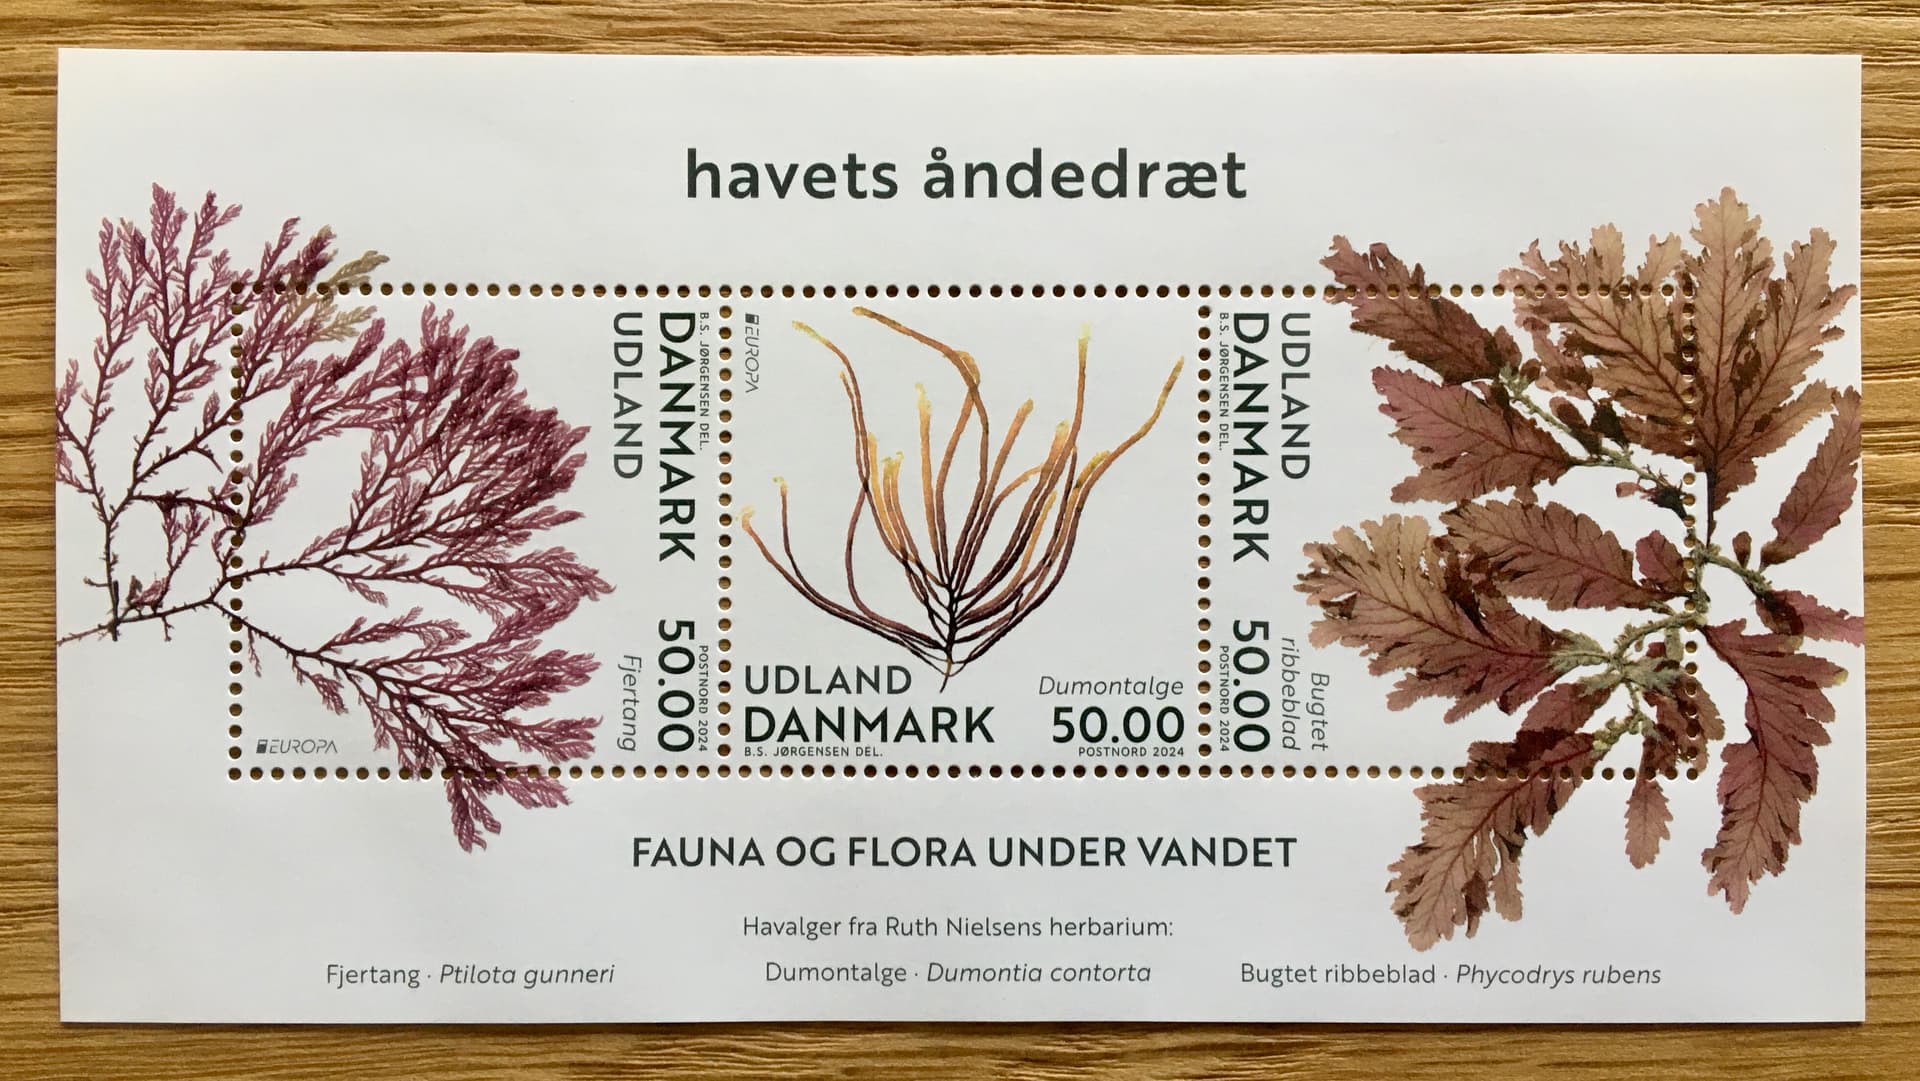 havets åndedræt
UDLAND
DANMARK 50.00
B.S. JØRGENSEN DEL. POSTNORD 2024
Fjertang
EUROPA
EUROPA
UDLAND
DANMARK
B.S. JØRGENSEN DEL.
Dumontalge
50.00
POSTNORD 2024
B.S. JØRGENSEN DEL. POSTNORD 2024
DANMARK 50.00
UDLAND
Bugtet
ribbeblad
FAUNA OG FLORA UNDER VANDET
Havalger fra Ruth Nielsens herbarium:
Fjertang · Ptilota gunneri
Dumontalge · Dumontia contorta
Bugtet ribbeblad · Phycodrys rubens